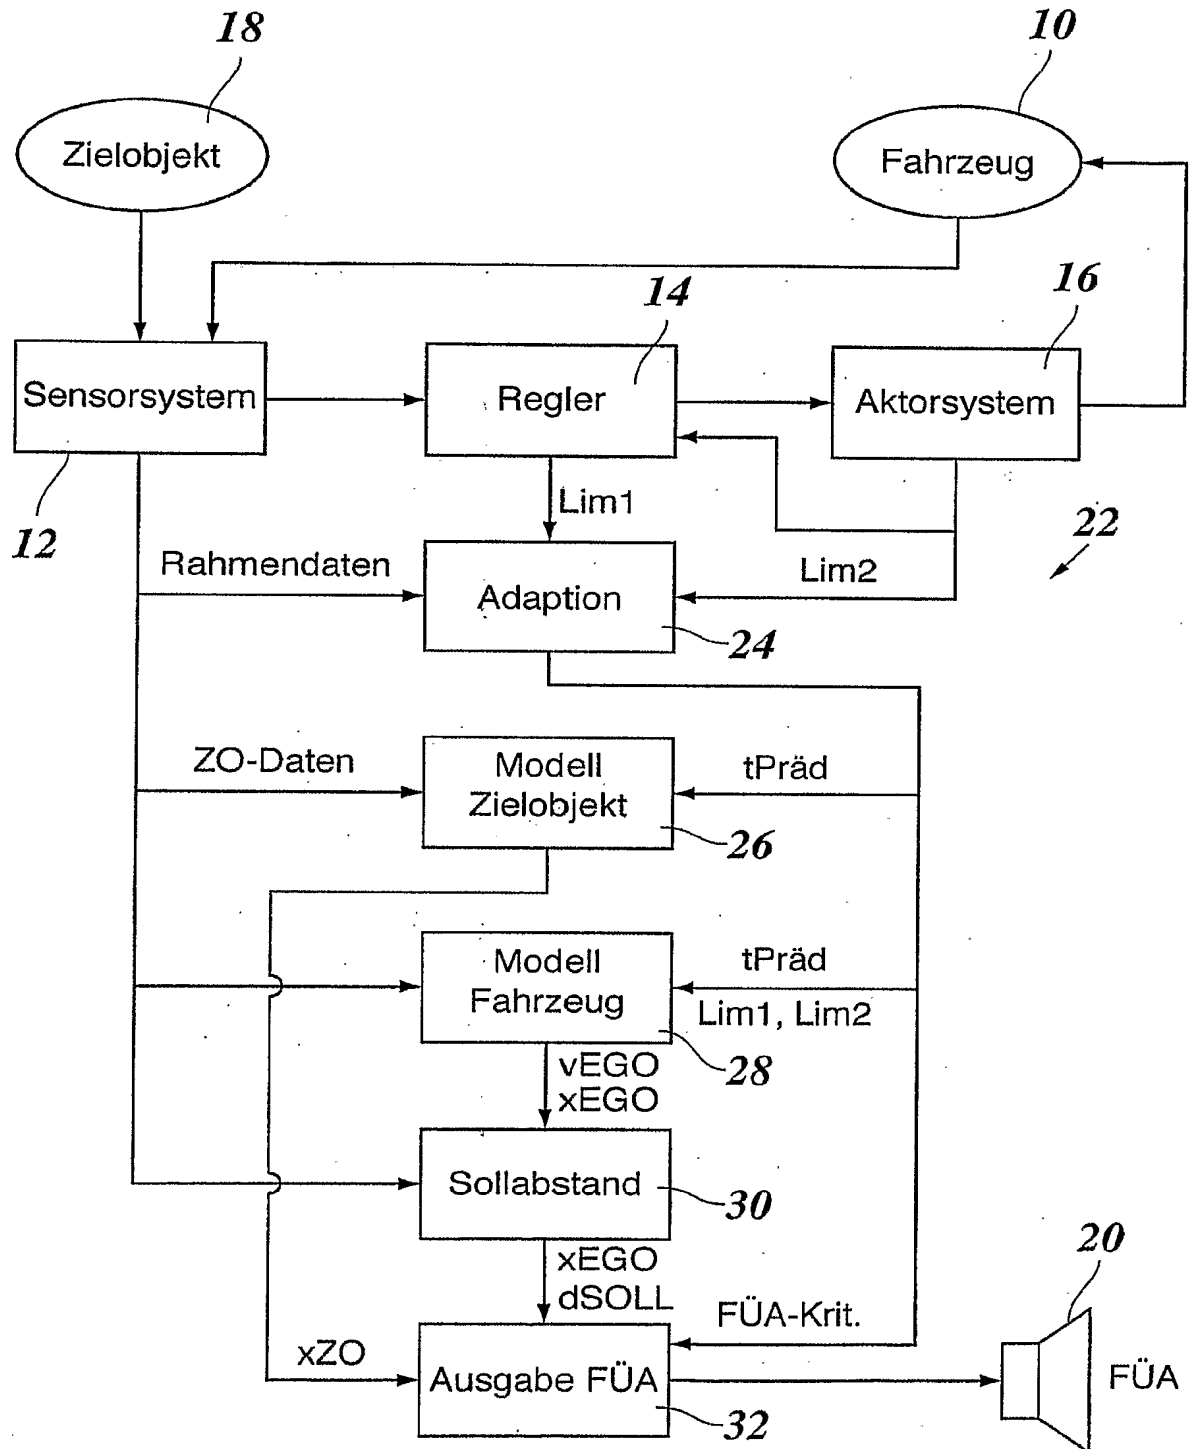 18
10
Zielobjekt
Fahrzeug
14
16
Sensorsystem
Regler
Aktorsystem
12
Lim1
22
Rahmendaten
Lim2
Adaption
24
ZO-Daten
Modell
Zielobjekt
tPräd
26
Modell
Fahrzeug
tPräd
Lim1, Lim2
28
vEGO
xEGO
Sollabstand
30
xEGO
dSOLL
20
FÜA-Krit.
xZO
Ausgabe FÜA
FÜA
32